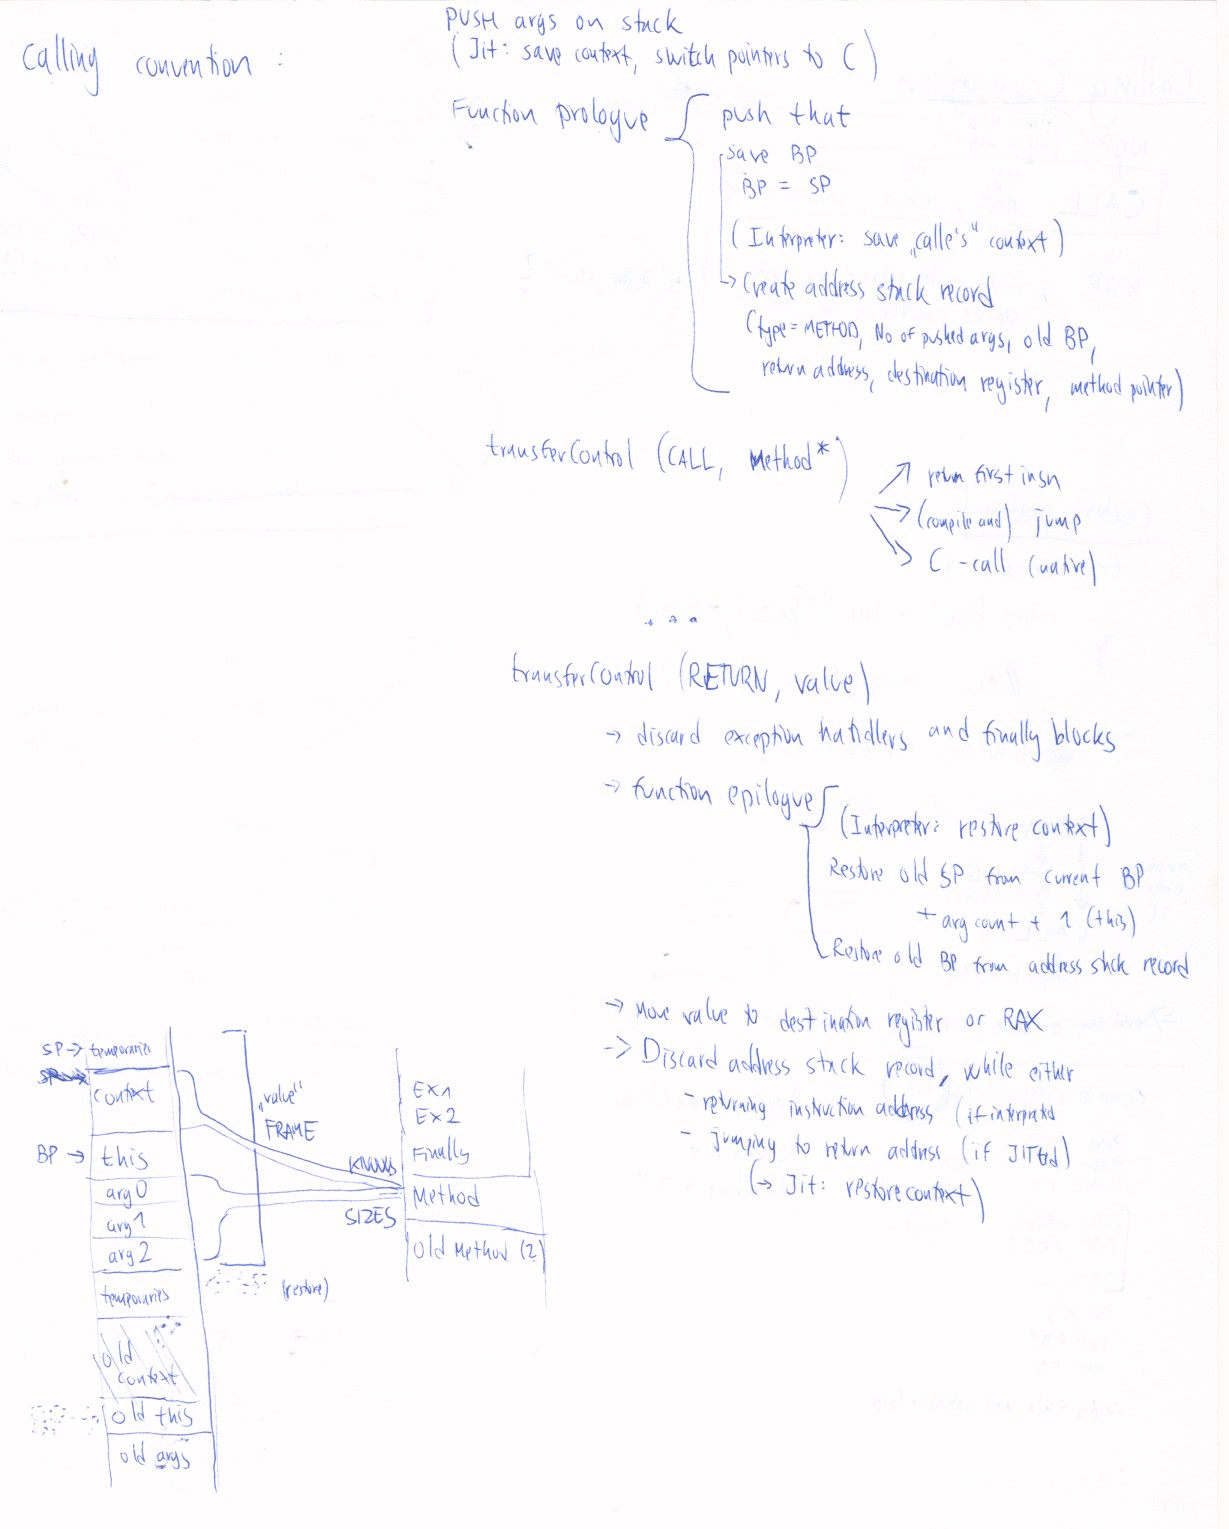 Calling convention :
PUSH args on stack
(Jit: save context, switch pointers to C)
Function prologue
push that
save BP
BP = SP
(Interpreter: save „calle's" context)
→ Create address stack record
(type = METHOD, No of pushed args, old BP,
return address, destination register, method pointer)
transferControl (CALL, Method*)
↗ return first insn
→ (compile and) jump
↘ C-call (native)
...
transferControl (RETURN, value)
→ discard exception handlers and finally blocks
→ function epilogue
(Interpreter: restore context)
Restore old SP from current BP
+ arg count + 1 (this)
Restore old BP from address stack record
→ Move value to destination register or RAX
→ Discard address stack record, while either
- returning instruction address (if interpreted
- jumping to return address (if JITted)
(→ Jit: restore context)
SP → temporaries
context
BP → this
arg0
arg1
arg2
temporaries
old
context
old this
old args
„value"
FRAME
(restore)
KNOWS
SIZES
Ex1
Ex2
Finally
Method
Old Method (2)